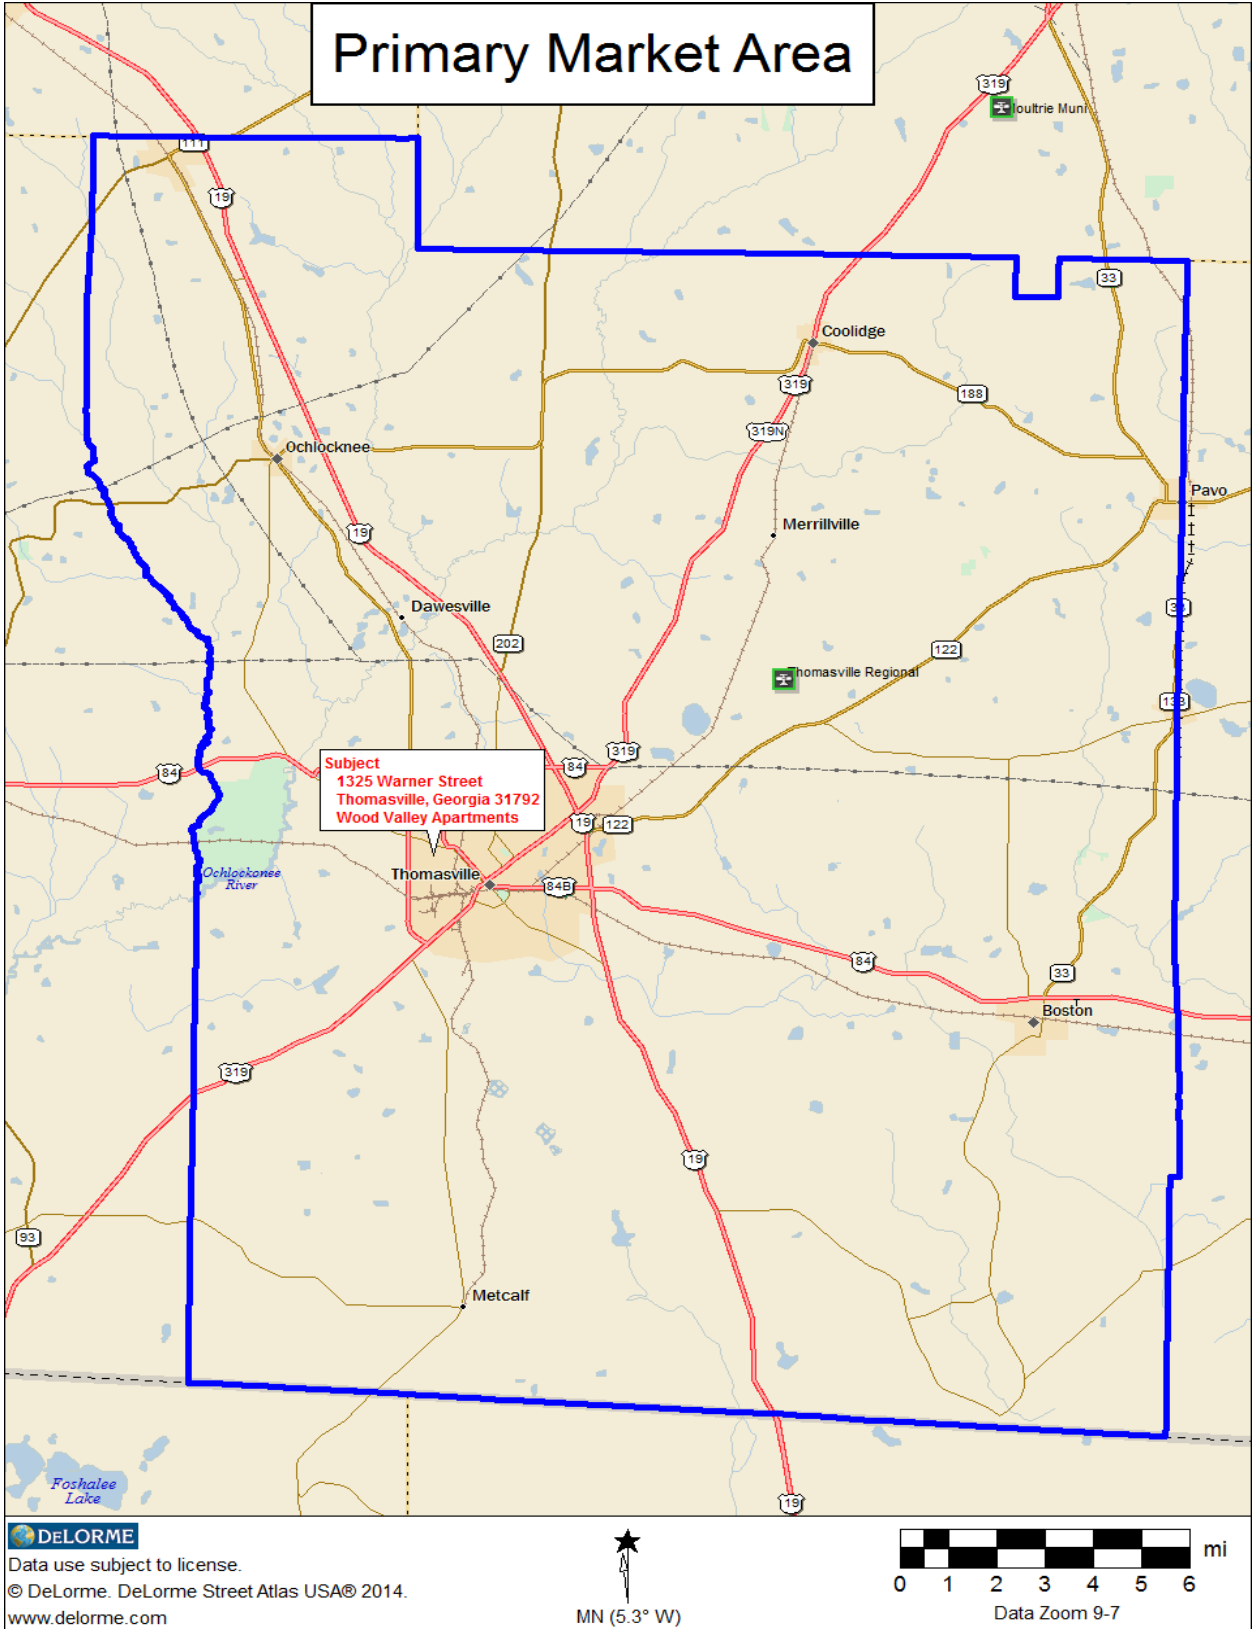 Primary Market Area
319
oultrie Muni
111
19
33
Coolidge
319
188
319N
Ochlocknee
Pavo
19
Merrillville
Dawesville
33
202
122
Thomasville Regional
133
319
84
84
Subject
1325 Warner Street
Thomasville, Georgia 31792
Wood Valley Apartments
19
122
Ochlockonee
River
Thomasville
84B
84
33
Boston
319
19
93
Metcalf
Foshalee
Lake
19
DELORME
Data use subject to license.
© DeLorme. DeLorme Street Atlas USA® 2014.
www.delorme.com
MN (5.3° W)
mi
0 1 2 3 4 5 6
Data Zoom 9-7